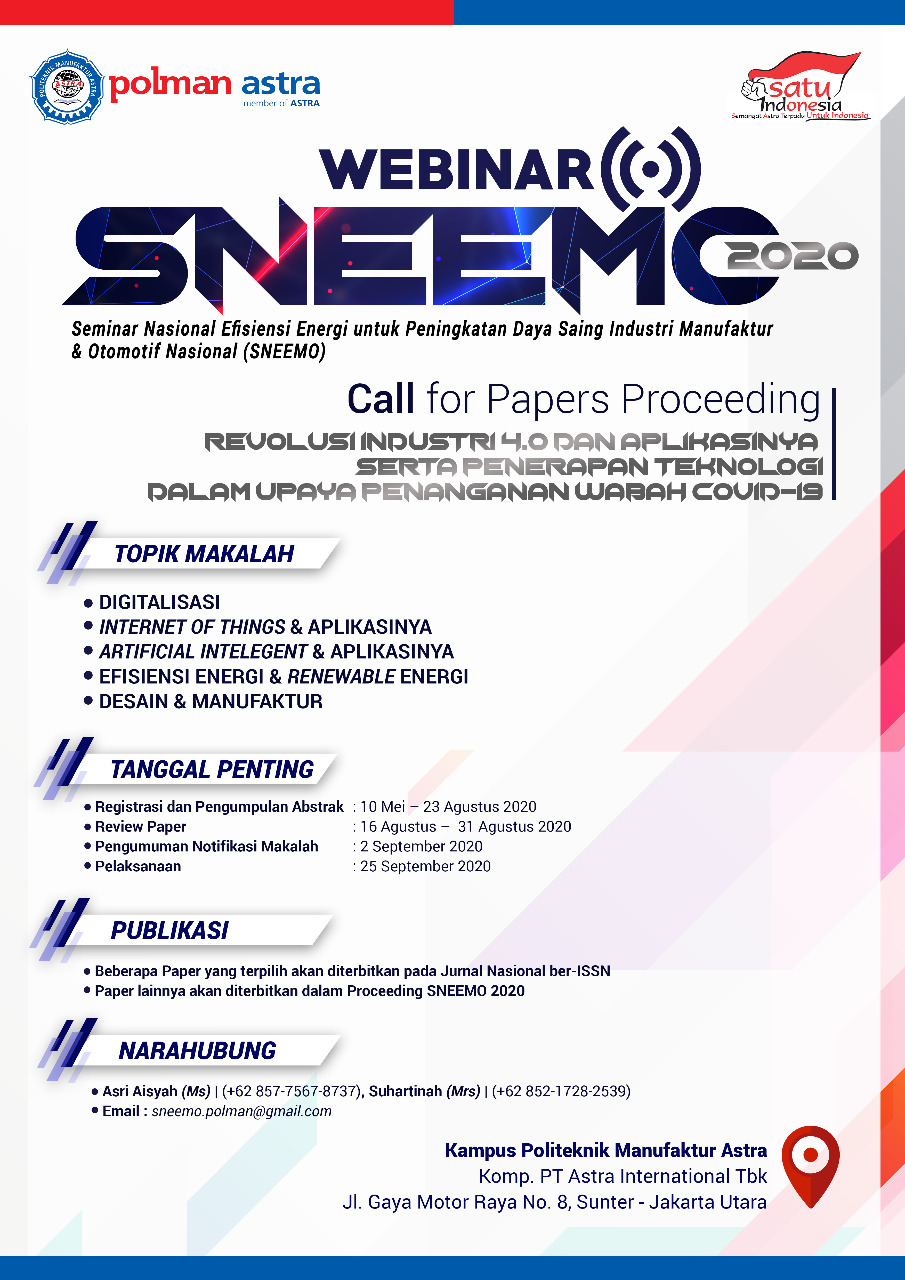 polman astra
member of ASTRA
POLITEKNIK MANUFAKTUR ASTRA
ASTRA
satu
Indonesia
Semangat Astra Terpadu Untuk Indonesia
WEBINAR
SNEEMO
2020
Seminar Nasional Efisiensi Energi untuk Peningkatan Daya Saing Industri Manufaktur
& Otomotif Nasional (SNEEMO)
Call for Papers Proceeding
REVOLUSI INDUSTRI 4.0 DAN APLIKASINYA
SERTA PENERAPAN TEKNOLOGI
DALAM UPAYA PENANGANAN WABAH COVID-19
TOPIK MAKALAH
• DIGITALISASI
• INTERNET OF THINGS & APLIKASINYA
• ARTIFICIAL INTELEGENT & APLIKASINYA
• EFISIENSI ENERGI & RENEWABLE ENERGI
• DESAIN & MANUFAKTUR
TANGGAL PENTING
• Registrasi dan Pengumpulan Abstrak : 10 Mei – 23 Agustus 2020
• Review Paper : 16 Agustus – 31 Agustus 2020
• Pengumuman Notifikasi Makalah : 2 September 2020
• Pelaksanaan : 25 September 2020
PUBLIKASI
• Beberapa Paper yang terpilih akan diterbitkan pada Jurnal Nasional ber-ISSN
• Paper lainnya akan diterbitkan dalam Proceeding SNEEMO 2020
NARAHUBUNG
• Asri Aisyah (Ms) | (+62 857-7567-8737), Suhartinah (Mrs) | (+62 852-1728-2539)
• Email : sneemo.polman@gmail.com
Kampus Politeknik Manufaktur Astra
Komp. PT Astra International Tbk
Jl. Gaya Motor Raya No. 8, Sunter - Jakarta Utara